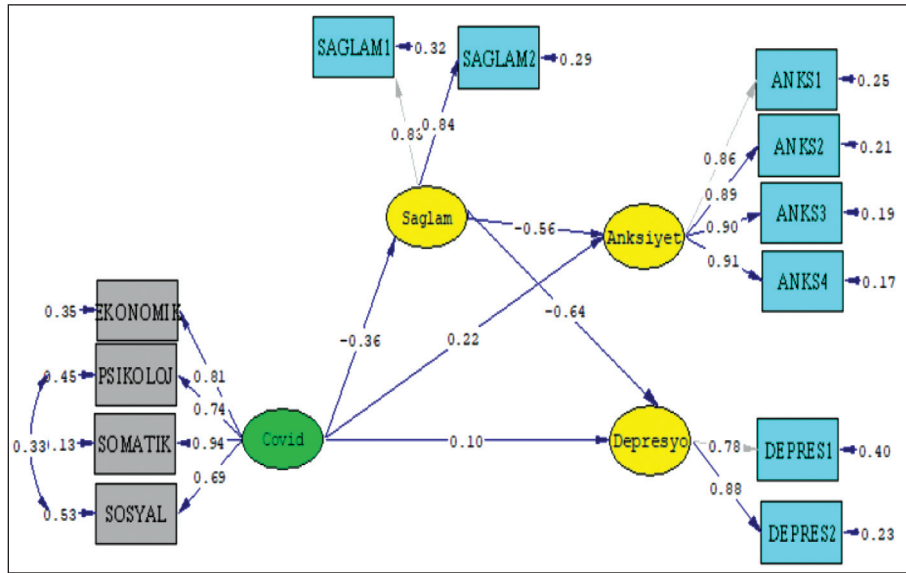 SAGLAM1
0.32
SAGLAM2
0.29
0.83
0.84
ANKS1
0.25
ANKS2
0.21
ANKS3
0.19
ANKS4
0.17
0.86
0.89
0.90
0.91
Saglam
Anksiyet
-0.56
-0.64
-0.36
0.22
0.10
0.35
EKONOMIK
0.45
PSIKOLOJ
0.33
0.13
SOMATIK
0.53
SOSYAL
0.81
0.74
0.94
0.69
Covid
Depresyo
0.78
0.88
DEPRES1
0.40
DEPRES2
0.23